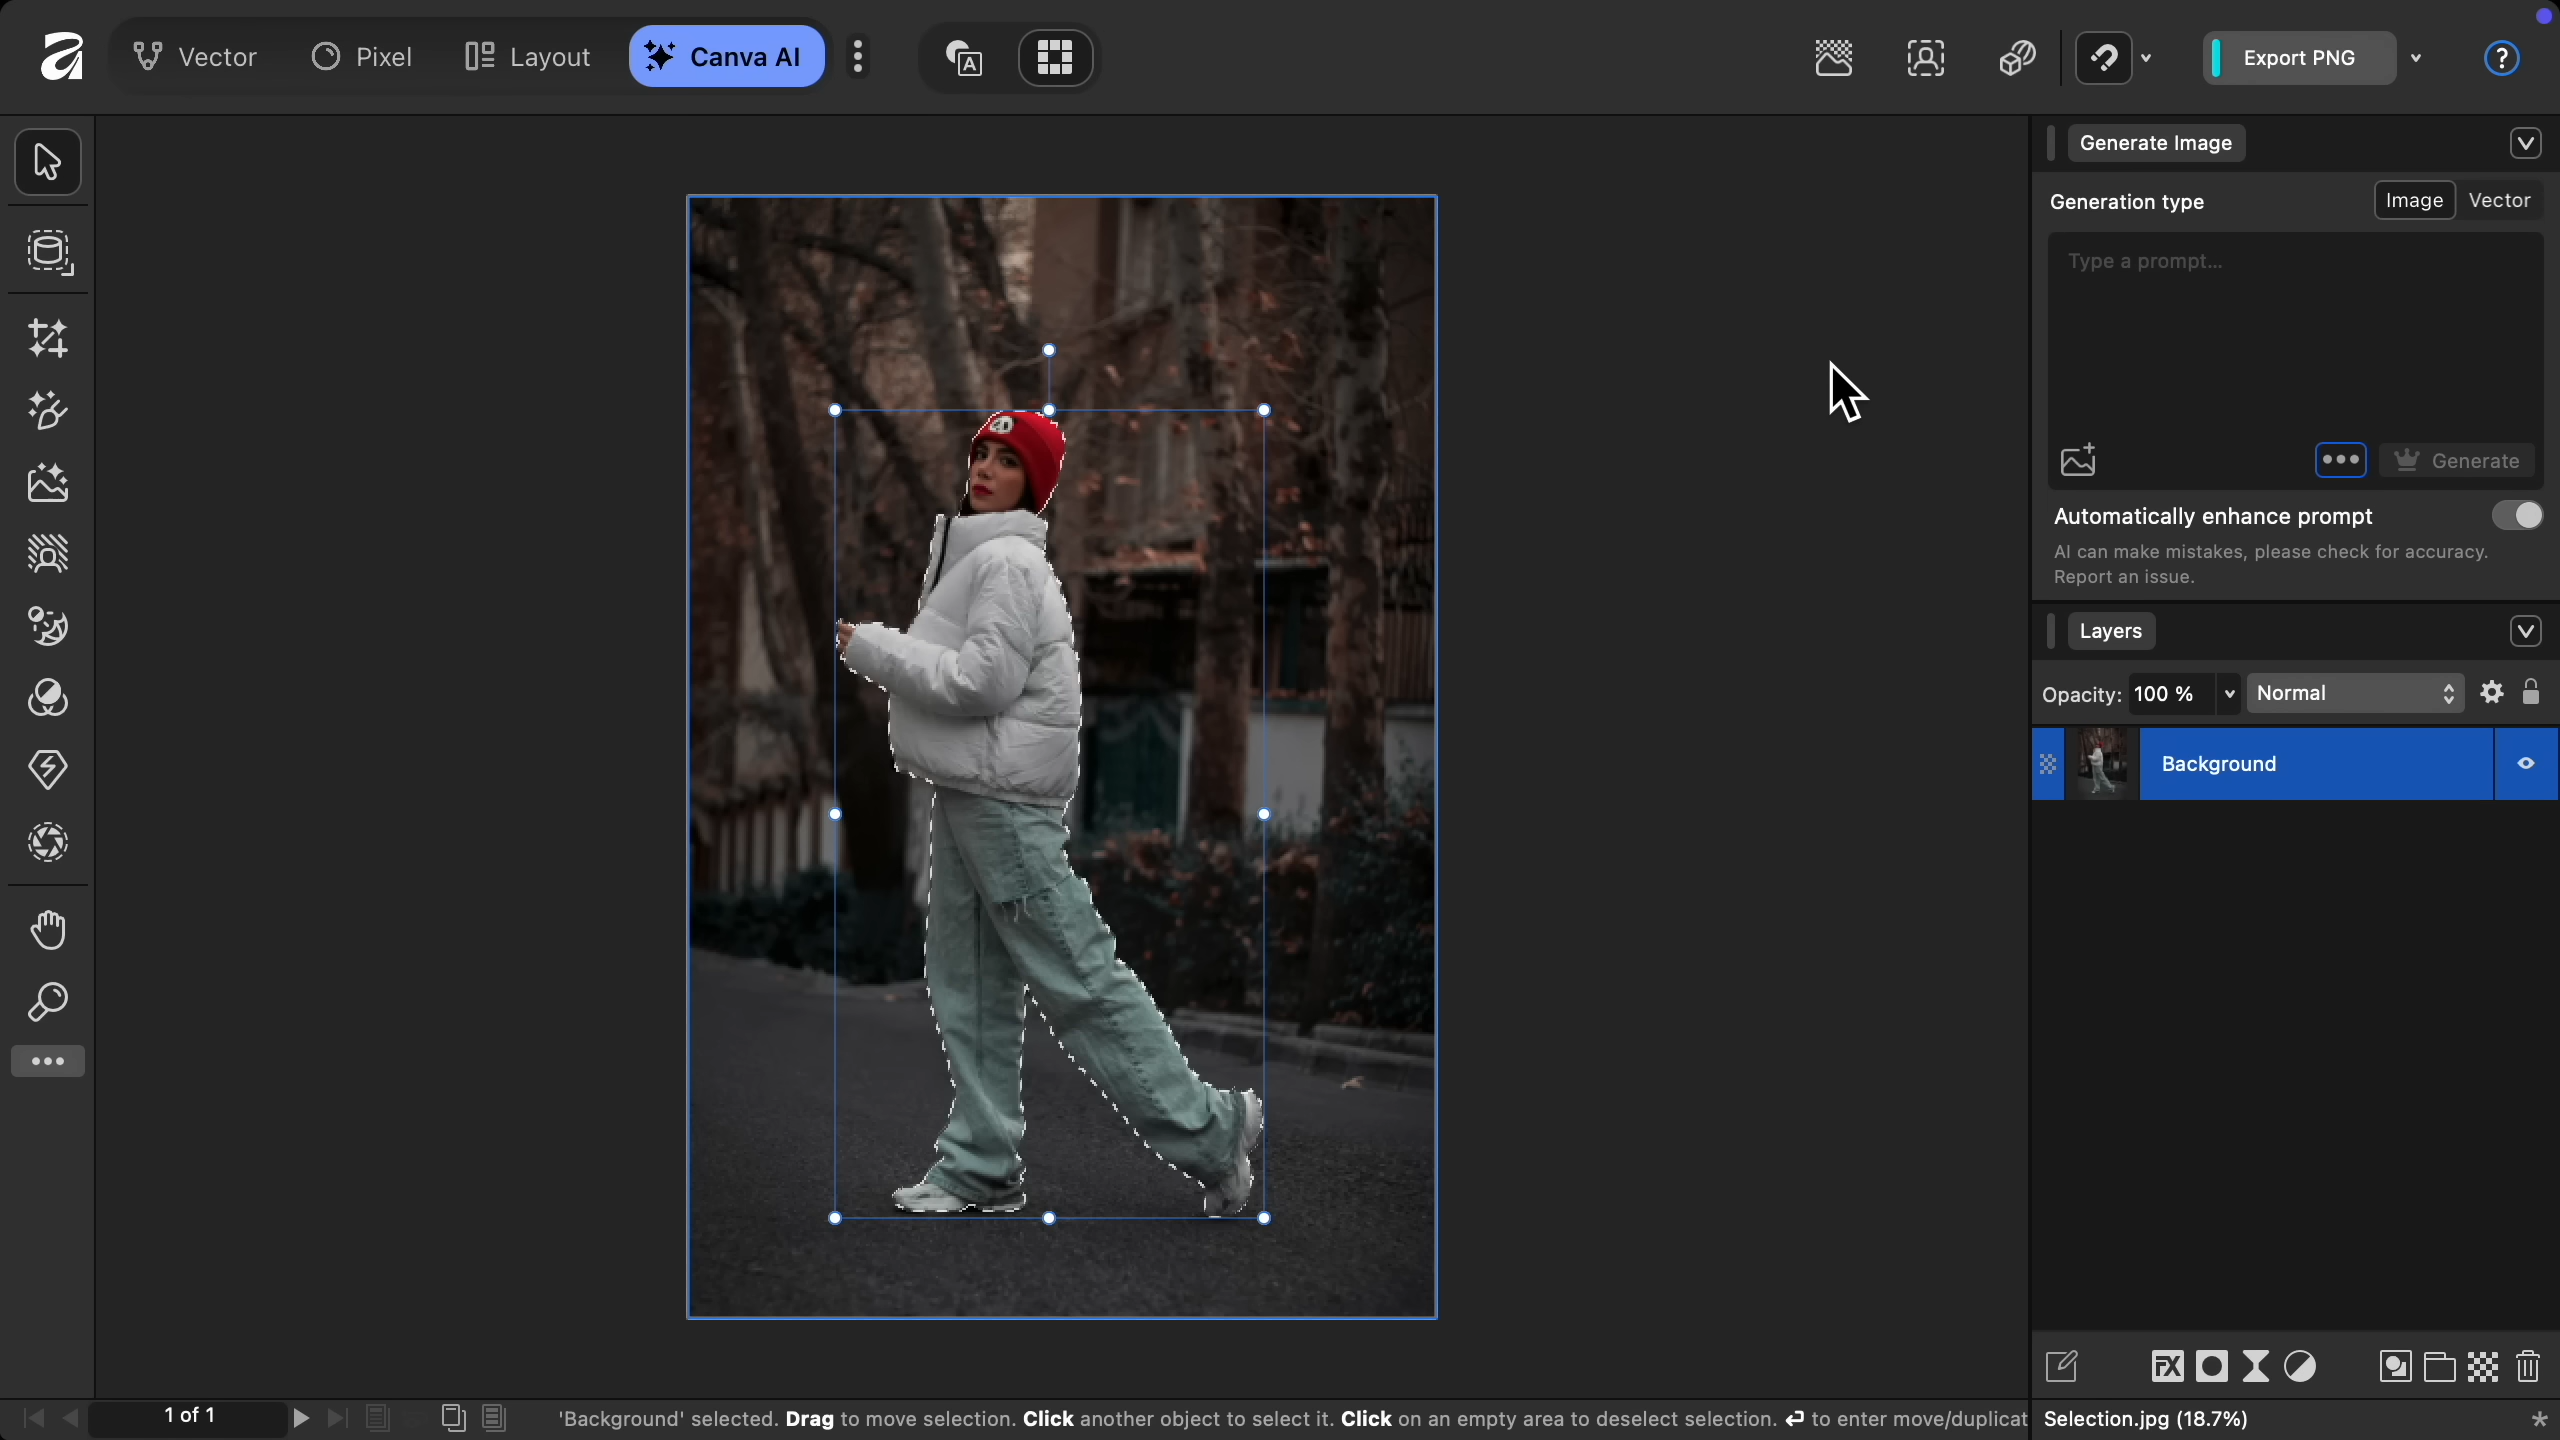 Vector
Pixel
Layout
Canva AI
A
Export PNG
?
Generate Image
Generation type
Image
Vector
Type a prompt...
Generate
Automatically enhance prompt
AI can make mistakes, please check for accuracy.
Report an issue.
Layers
Opacity: 100 %
Normal
Background
FX
1 of 1
'Background' selected. Drag to move selection. Click another object to select it. Click on an empty area to deselect selection. ↵ to enter move/duplicat
Selection.jpg (18.7%)
*